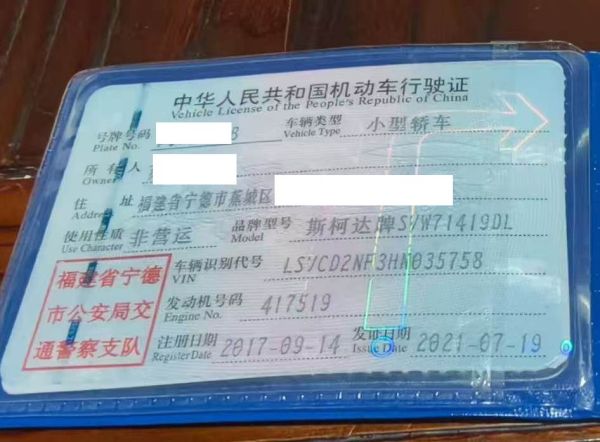 中华人民共和国机动车行驶证
Vehicle License of the People's Republic of China
号牌号码 B 车辆类型 小型轿车
Plate No. Vehicle Type
所有人
Owner
住址 福建省宁德市蕉城区
Address
使用性质 非营运 品牌型号 斯柯达牌SVW71419DL
Use Character Model
福建省宁德
市公安局交
通警察支队
车辆识别代号 LSVCD2NF3HN035758
VIN
发动机号码 417519
Engine No.
注册日期 2017-09-14 发证日期 2021-07-19
Register Date Issue Date